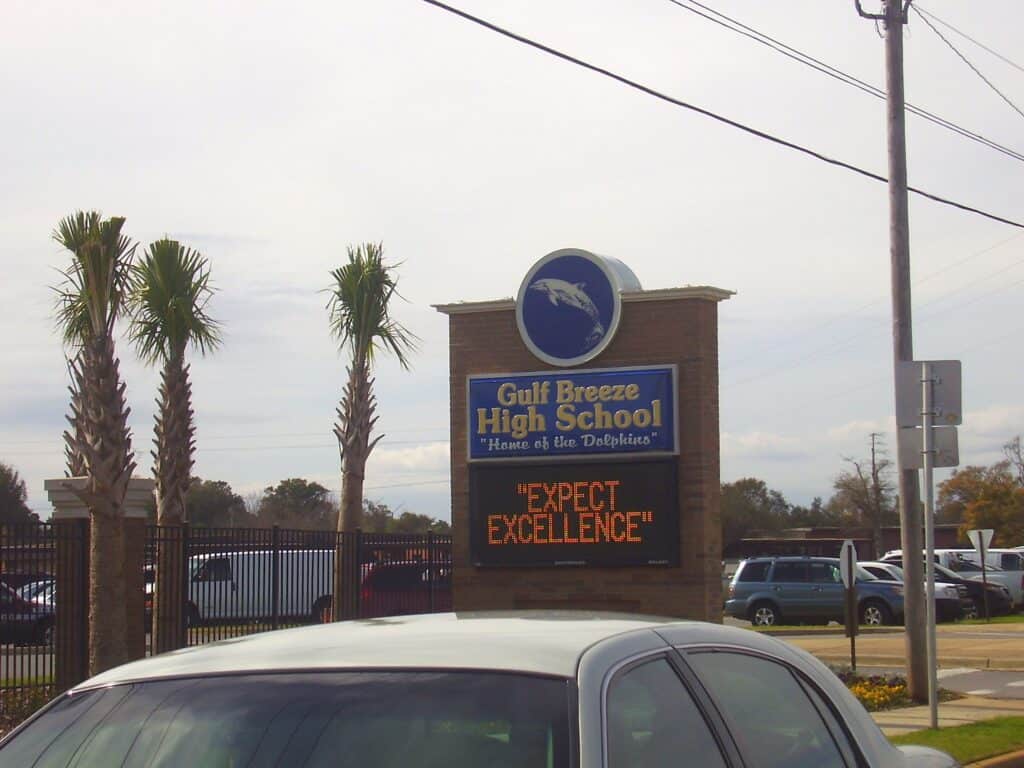 Gulf Breeze
High School
"Home of the Dolphins"
"EXPECT
EXCELLENCE"